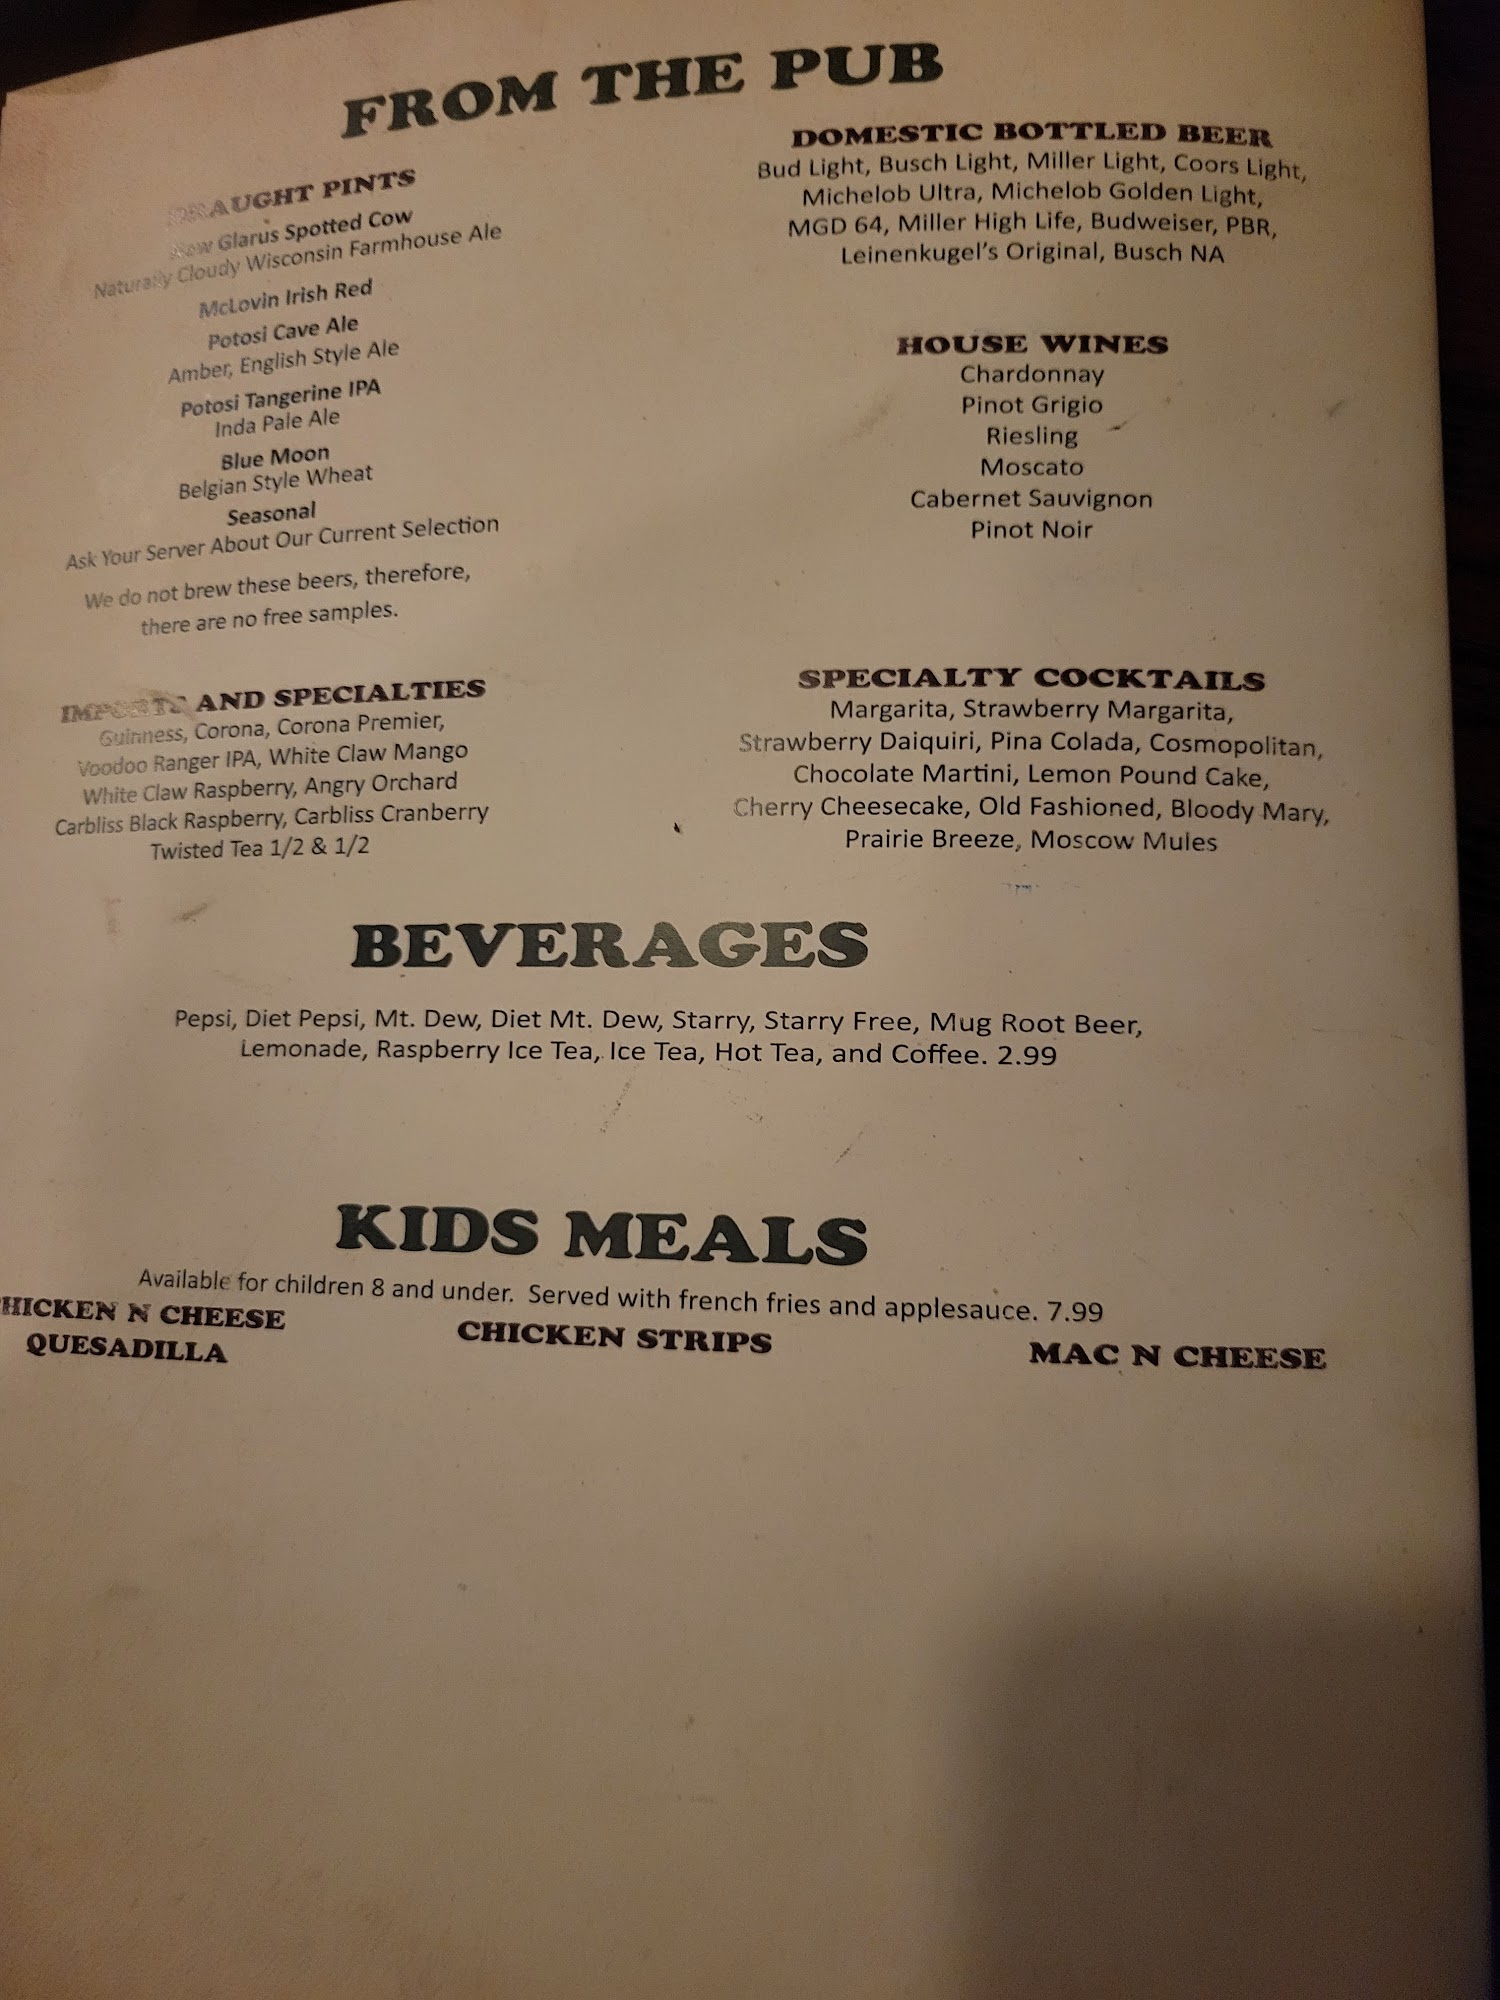 FROM THE PUB
DRAUGHT PINTS
New Glarus Spotted Cow
Naturally Cloudy Wisconsin Farmhouse Ale
McLovin Irish Red
Potosi Cave Ale
Amber, English Style Ale
Potosi Tangerine IPA
Inda Pale Ale
Blue Moon
Belgian Style Wheat
Seasonal
Ask Your Server About Our Current Selection
We do not brew these beers, therefore,
there are no free samples.
DOMESTIC BOTTLED BEER
Bud Light, Busch Light, Miller Light, Coors Light,
Michelob Ultra, Michelob Golden Light,
MGD 64, Miller High Life, Budweiser, PBR,
Leinenkugel's Original, Busch NA
HOUSE WINES
Chardonnay
Pinot Grigio
Riesling
Moscato
Cabernet Sauvignon
Pinot Noir
IMPORTS AND SPECIALTIES
Guinness, Corona, Corona Premier,
Voodoo Ranger IPA, White Claw Mango
White Claw Raspberry, Angry Orchard
Carbliss Black Raspberry, Carbliss Cranberry
Twisted Tea 1/2 & 1/2
SPECIALTY COCKTAILS
Margarita, Strawberry Margarita,
Strawberry Daiquiri, Pina Colada, Cosmopolitan,
Chocolate Martini, Lemon Pound Cake,
Cherry Cheesecake, Old Fashioned, Bloody Mary,
Prairie Breeze, Moscow Mules
BEVERAGES
Pepsi, Diet Pepsi, Mt. Dew, Diet Mt. Dew, Starry, Starry Free, Mug Root Beer,
Lemonade, Raspberry Ice Tea, Ice Tea, Hot Tea, and Coffee. 2.99
KIDS MEALS
Available for children 8 and under. Served with french fries and applesauce. 7.99
HICKEN N CHEESE
QUESADILLA
CHICKEN STRIPS
MAC N CHEESE